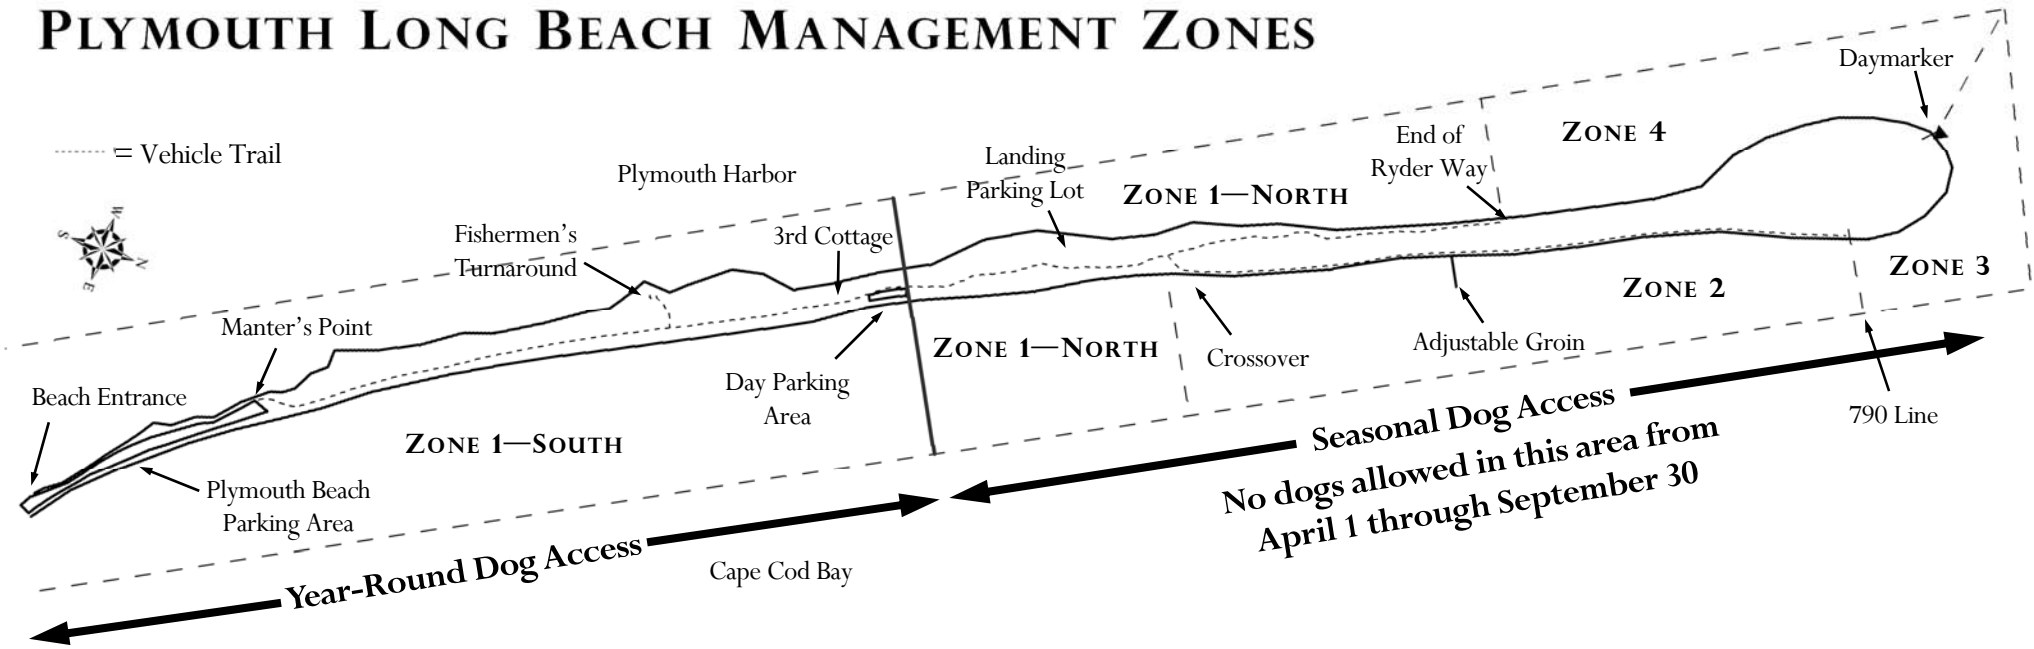 PLYMOUTH LONG BEACH MANAGEMENT ZONES
Daymarker
= Vehicle Trail
Plymouth Harbor
Landing
Parking Lot
End of
Ryder Way
ZONE 4
ZONE 1—NORTH
W
S
N
E
Fishermen's
Turnaround
3rd Cottage
ZONE 3
ZONE 2
Manter's Point
ZONE 1—NORTH
Crossover
Adjustable Groin
Beach Entrance
Day Parking
Area
790 Line
ZONE 1—SOUTH
Plymouth Beach
Parking Area
Seasonal Dog Access
No dogs allowed in this area from
April 1 through September 30
Year-Round Dog Access
Cape Cod Bay